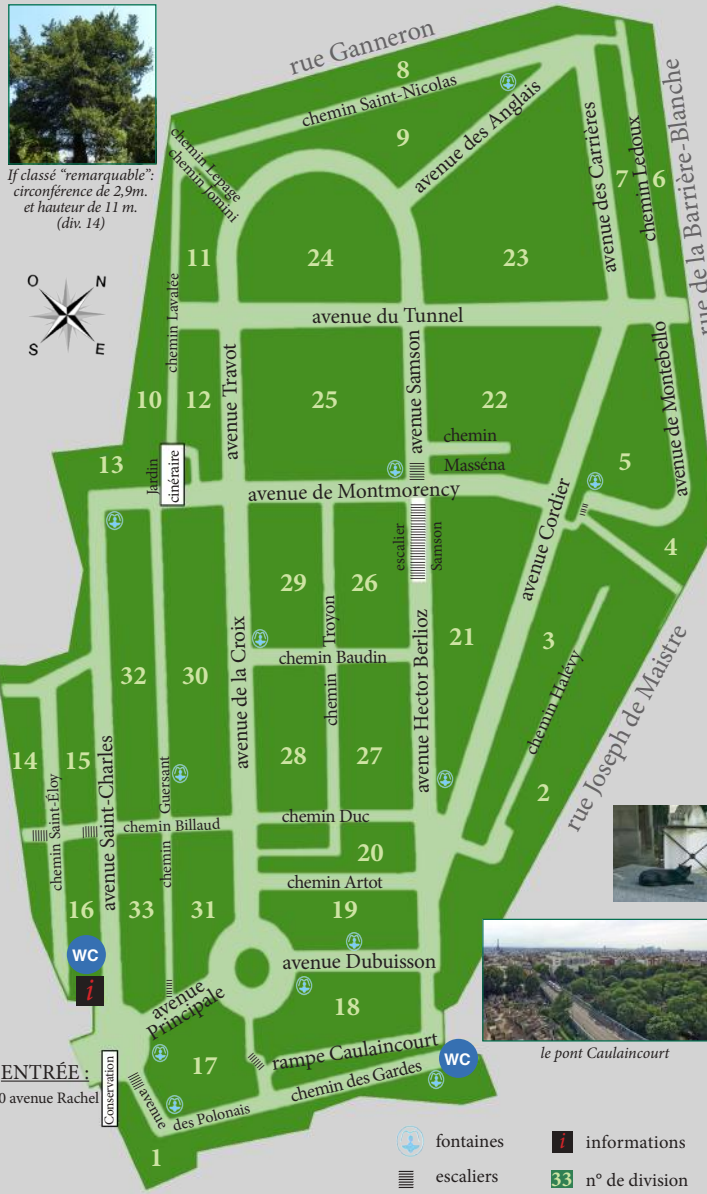 rue Ganneron
8
chemin Saint-Nicolas
avenue des Anglais
9
If classé “remarquable”:
circonférence de 2,9m.
et hauteur de 11 m.
(div. 14)
chemin Lepage
chemin Jomini
avenue des Carrières
7
chemin Ledoux
6
rue de la Barrière-Blanche
O
N
S
E
11
24
23
chemin Lavalée
avenue du Tunnel
10
12
avenue Travot
25
avenue Samson
22
chemin
Masséna
avenue de Montebello
5
13
Jardin
cinéraire
avenue de Montmorency
escalier
Samson
avenue Cordier
4
29
Troyon
26
21
3
chemin Halévy
rue Joseph de Maistre
chemin Baudin
32
30
avenue de la Croix
chemin
avenue Hector Berlioz
14
15
chemin Saint-Éloy
avenue Saint-Charles
Guersant
28
27
2
chemin Billaud
chemin
chemin Duc
20
chemin Artot
16
33
31
19
WC
i
avenue Dubuisson
avenue
Principale
18
le pont Caulaincourt
rampe Caulaincourt
WC
17
ENTRÉE :
0 avenue Rachel
Conservation
avenue
des Polonais
chemin des Gardes
1
fontaines
i informations
escaliers
33 n° de division